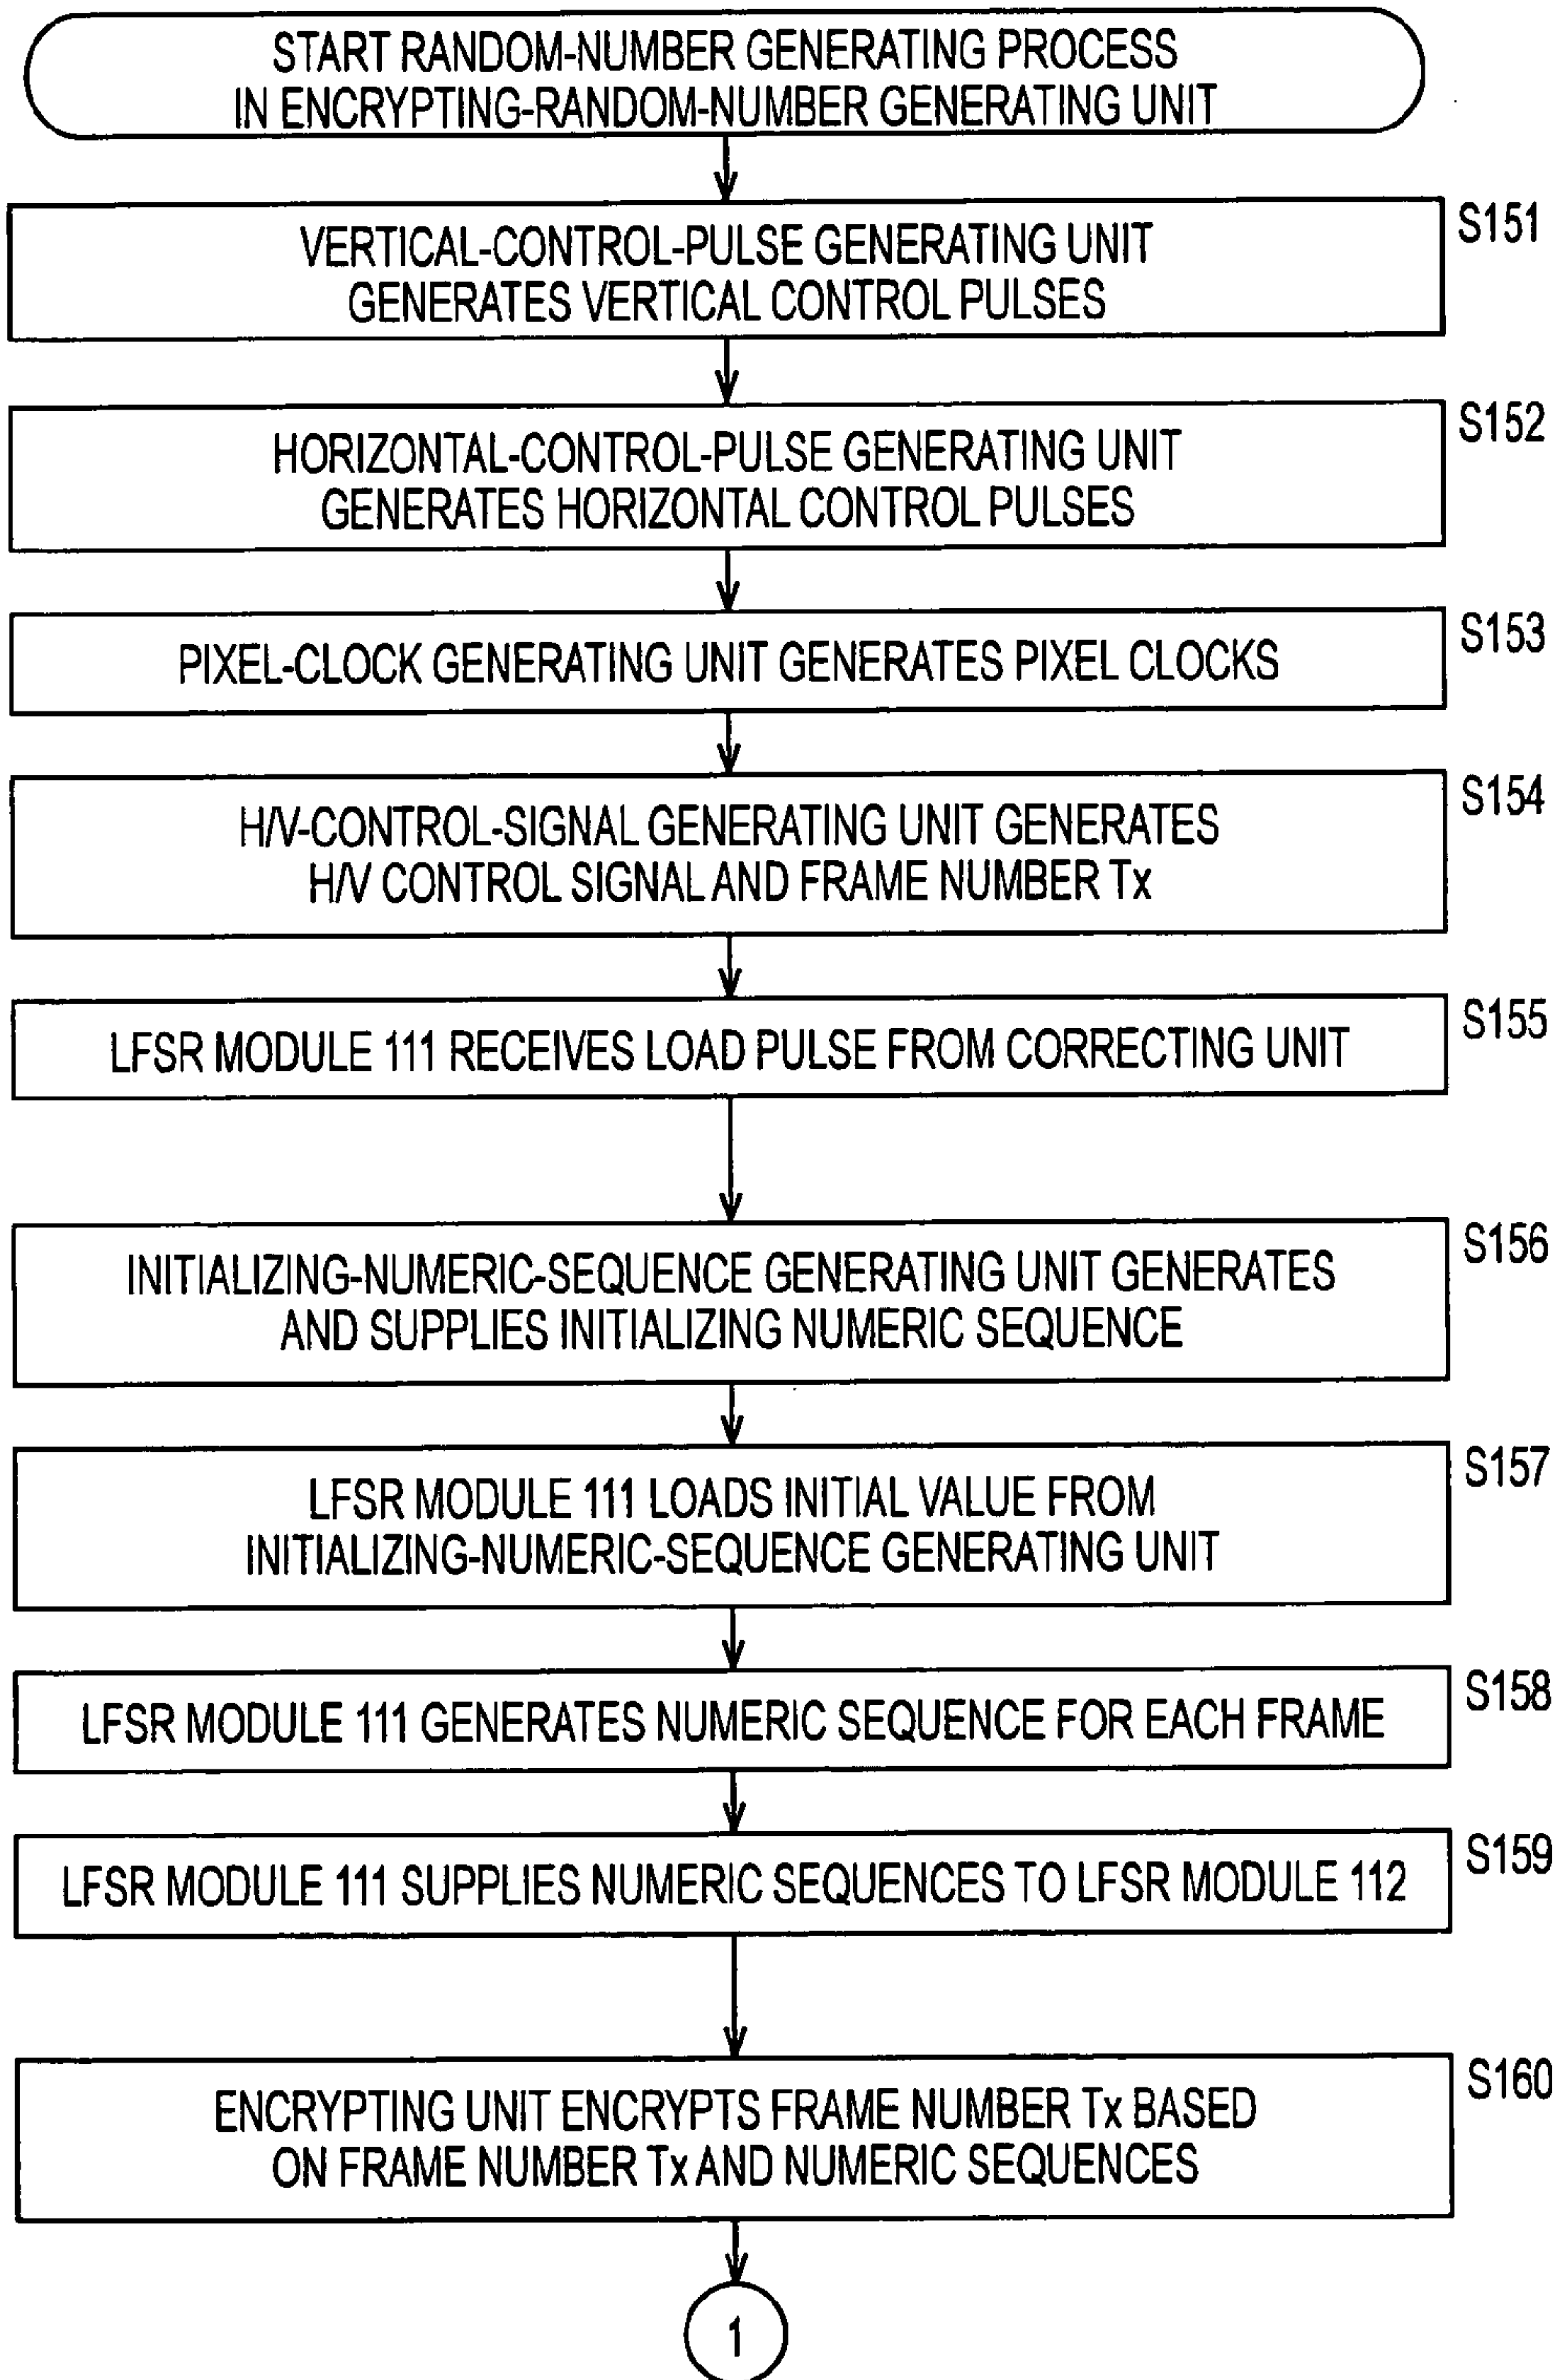 START RANDOM-NUMBER GENERATING PROCESS
IN ENCRYPTING-RANDOM-NUMBER GENERATING UNIT
S151
VERTICAL-CONTROL-PULSE GENERATING UNIT
GENERATES VERTICAL CONTROL PULSES
S152
HORIZONTAL-CONTROL-PULSE GENERATING UNIT
GENERATES HORIZONTAL CONTROL PULSES
S153
PIXEL-CLOCK GENERATING UNIT GENERATES PIXEL CLOCKS
S154
H/V-CONTROL-SIGNAL GENERATING UNIT GENERATES
H/V CONTROL SIGNAL AND FRAME NUMBER Tx
S155
LFSR MODULE 111 RECEIVES LOAD PULSE FROM CORRECTING UNIT
S156
INITIALIZING-NUMERIC-SEQUENCE GENERATING UNIT GENERATES
AND SUPPLIES INITIALIZING NUMERIC SEQUENCE
S157
LFSR MODULE 111 LOADS INITIAL VALUE FROM
INITIALIZING-NUMERIC-SEQUENCE GENERATING UNIT
S158
LFSR MODULE 111 GENERATES NUMERIC SEQUENCE FOR EACH FRAME
S159
LFSR MODULE 111 SUPPLIES NUMERIC SEQUENCES TO LFSR MODULE 112
S160
ENCRYPTING UNIT ENCRYPTS FRAME NUMBER Tx BASED
ON FRAME NUMBER Tx AND NUMERIC SEQUENCES
1